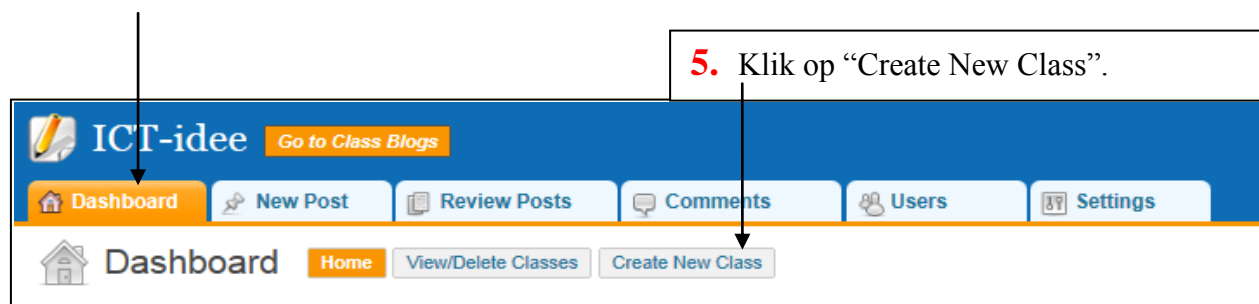 5. Klik op “Create New Class”.
ICT-idee Go to Class Blogs
Dashboard New Post Review Posts Comments Users Settings
Dashboard Home View/Delete Classes Create New Class